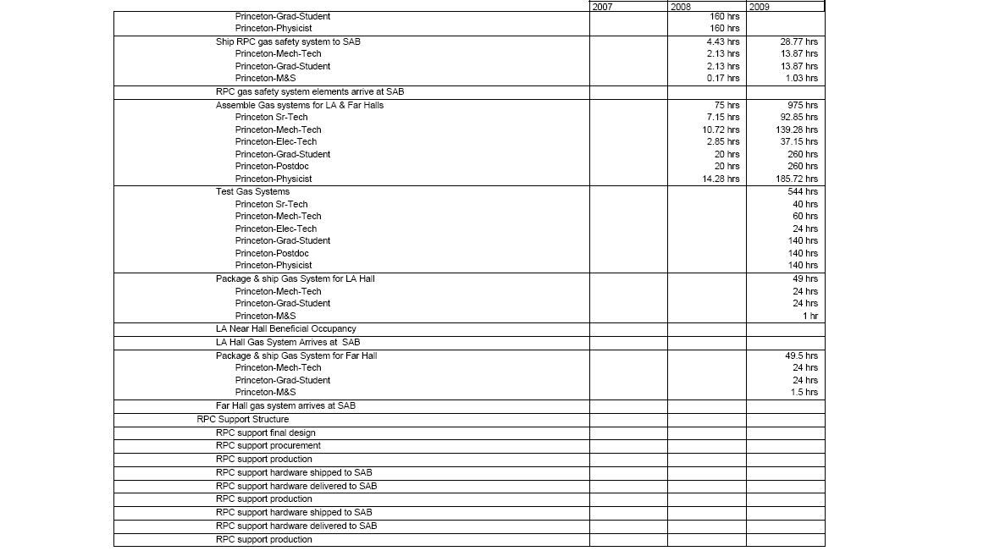 2007 2008 2009
Princeton-Grad-Student 160 hrs
Princeton-Physicist 160 hrs
Ship RPC gas safety system to SAB 4.43 hrs 28.77 hrs
Princeton-Mech-Tech 2.13 hrs 13.87 hrs
Princeton-Grad-Student 2.13 hrs 13.87 hrs
Princeton-M&S 0.17 hrs 1.03 hrs
RPC gas safety system elements arrive at SAB
Assemble Gas systems for LA & Far Halls 75 hrs 975 hrs
Princeton Sr-Tech 7.15 hrs 92.85 hrs
Princeton-Mech-Tech 10.72 hrs 139.28 hrs
Princeton-Elec-Tech 2.85 hrs 37.15 hrs
Princeton-Grad-Student 20 hrs 260 hrs
Princeton-Postdoc 20 hrs 260 hrs
Princeton-Physicist 14.28 hrs 185.72 hrs
Test Gas Systems 544 hrs
Princeton Sr-Tech 40 hrs
Princeton-Mech-Tech 60 hrs
Princeton-Elec-Tech 24 hrs
Princeton-Grad-Student 140 hrs
Princeton-Postdoc 140 hrs
Princeton-Physicist 140 hrs
Package & ship Gas System for LA Hall 49 hrs
Princeton-Mech-Tech 24 hrs
Princeton-Grad-Student 24 hrs
Princeton-M&S 1 hr
LA Near Hall Beneficial Occupancy
LA Hall Gas System Arrives at SAB
Package & ship Gas System for Far Hall 49.5 hrs
Princeton-Mech-Tech 24 hrs
Princeton-Grad-Student 24 hrs
Princeton-M&S 1.5 hrs
Far Hall gas system arrives at SAB
RPC Support Structure
RPC support final design
RPC support procurement
RPC support production
RPC support hardware shipped to SAB
RPC support hardware delivered to SAB
RPC support production
RPC support hardware shipped to SAB
RPC support hardware delivered to SAB
RPC support production